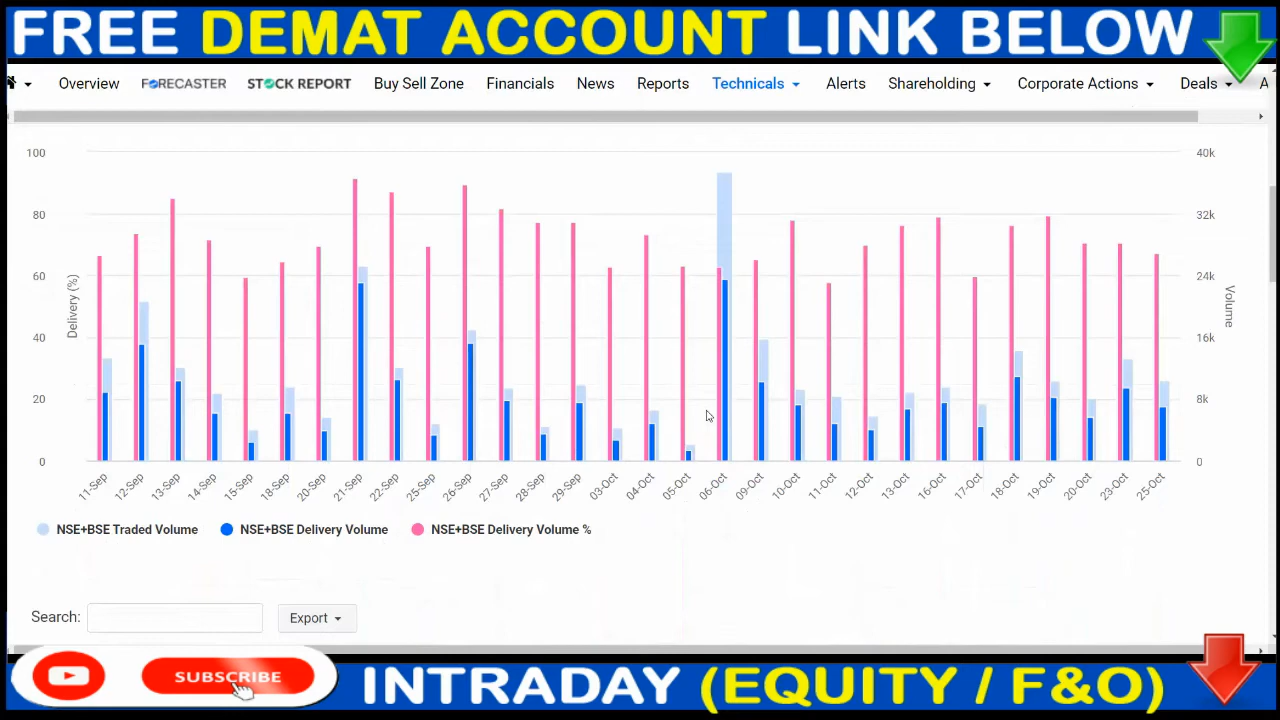 FREE DEMAT ACCOUNT LINK BELOW
Overview FORECASTER STOCK REPORT Buy Sell Zone Financials News Reports Technicals Alerts Shareholding Corporate Actions Deals A
100 40k
80 32k
60 24k
40 16k
20 8k
0 0
Delivery (%)
Volume
11-Sep 12-Sep 13-Sep 14-Sep 15-Sep 18-Sep 20-Sep 21-Sep 22-Sep 25-Sep 26-Sep 27-Sep 28-Sep 29-Sep 03-Oct 04-Oct 05-Oct 06-Oct 09-Oct 10-Oct 11-Oct 12-Oct 13-Oct 16-Oct 17-Oct 18-Oct 19-Oct 20-Oct 23-Oct 25-Oct
NSE+BSE Traded Volume NSE+BSE Delivery Volume NSE+BSE Delivery Volume %
Search: Export
SUBSCRIBE INTRADAY (EQUITY / F&O)